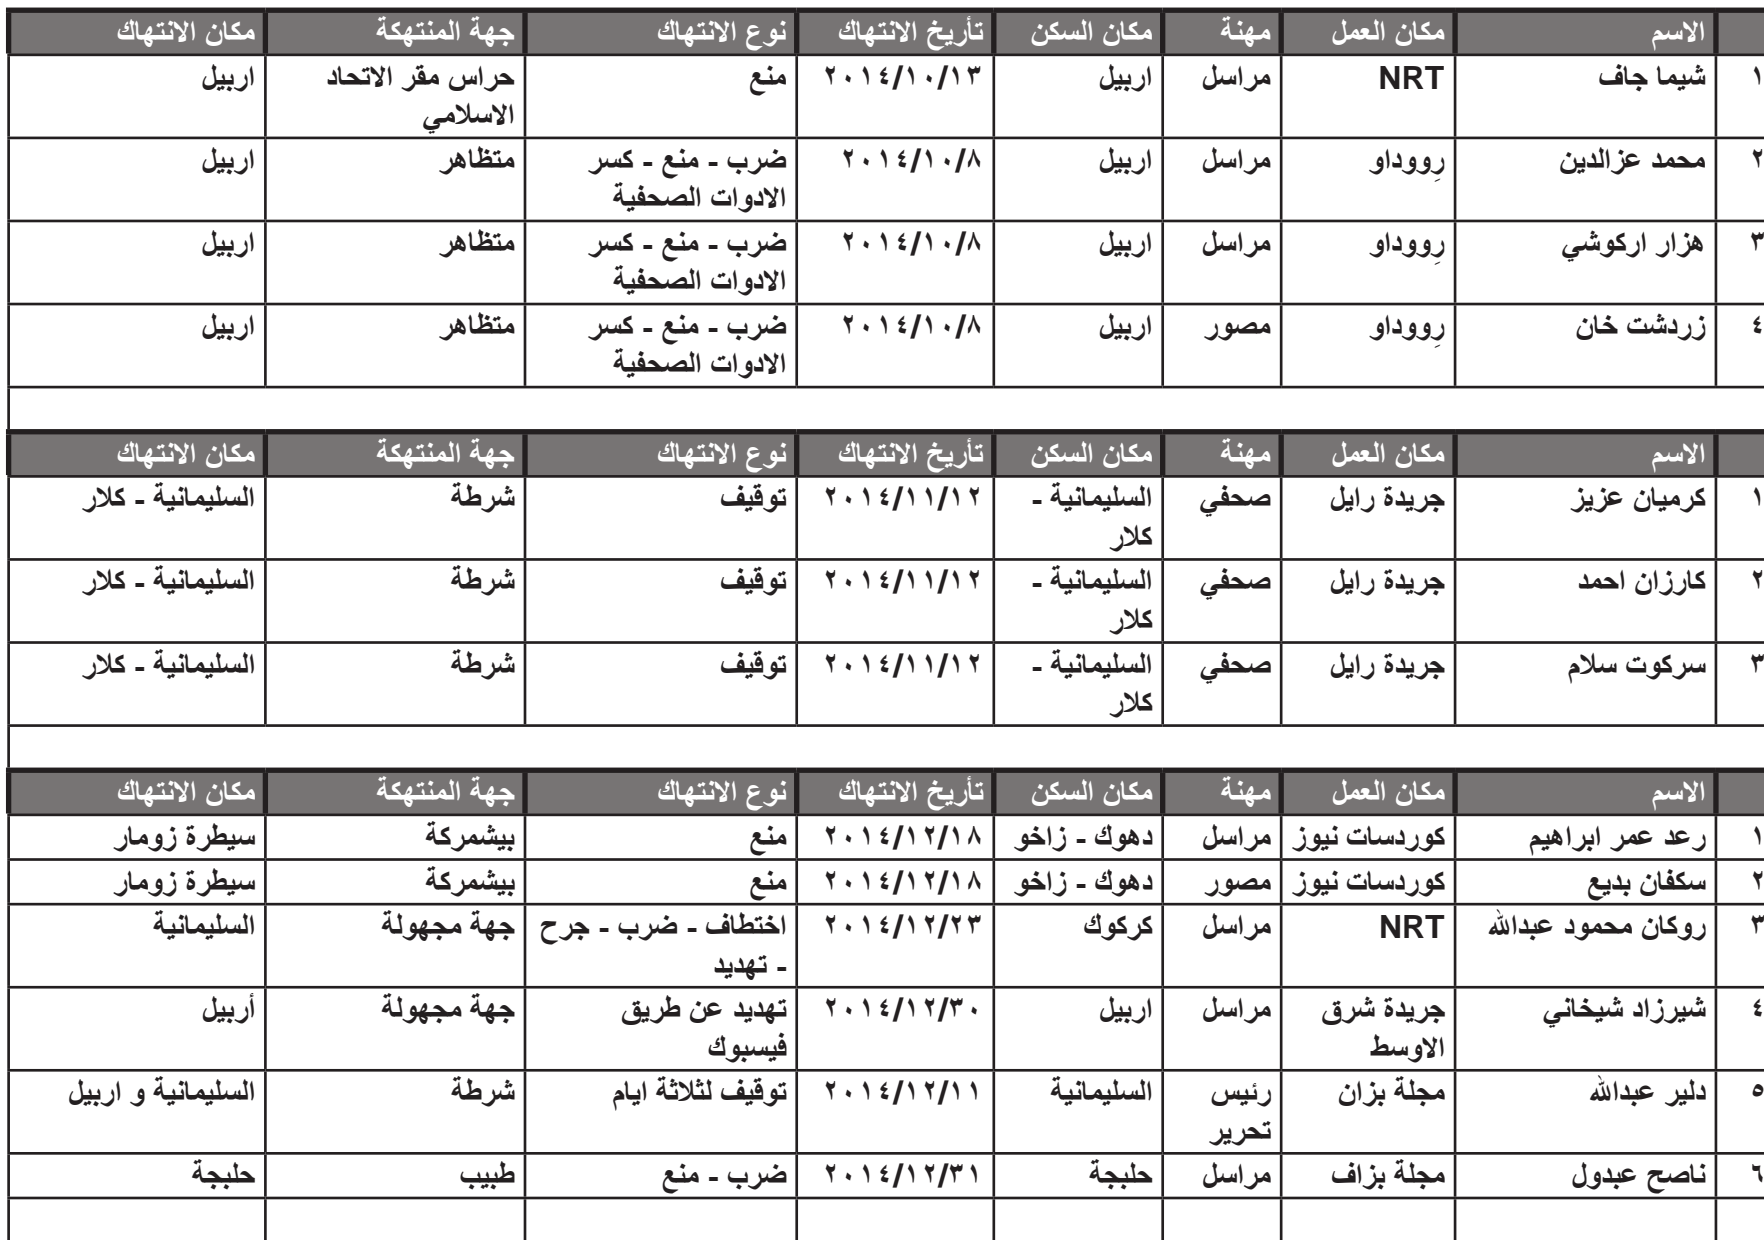 الاسم مكان العمل مهنة مكان السكن تأريخ الانتهاك نوع الانتهاك جهة المنتهكة مكان الانتهاك
١ شيما جاف NRT مراسل اربيل ٢٠١٤/١٠/١٣ منع حراس مقر الاتحاد اربيل
الاسلامي
٢ محمد عزالدين رِووداو مراسل اربيل ٢٠١٤/١٠/٨ ضرب - منع - كسر متظاهر اربيل
الادوات الصحفية
٣ هزار اركوشي رِووداو مراسل اربيل ٢٠١٤/١٠/٨ ضرب - منع - كسر متظاهر اربيل
الادوات الصحفية
٤ زردشت خان رِووداو مصور اربيل ٢٠١٤/١٠/٨ ضرب - منع - كسر متظاهر اربيل
الادوات الصحفية
الاسم مكان العمل مهنة مكان السكن تأريخ الانتهاك نوع الانتهاك جهة المنتهكة مكان الانتهاك
١ كرميان عزيز جريدة رايل صحفي السليمانية - ٢٠١٤/١١/١٢ توقيف شرطة السليمانية - كلار
كلار
٢ كارزان احمد جريدة رايل صحفي السليمانية - ٢٠١٤/١١/١٢ توقيف شرطة السليمانية - كلار
كلار
٣ سركوت سلام جريدة رايل صحفي السليمانية - ٢٠١٤/١١/١٢ توقيف شرطة السليمانية - كلار
كلار
الاسم مكان العمل مهنة مكان السكن تأريخ الانتهاك نوع الانتهاك جهة المنتهكة مكان الانتهاك
١ رعد عمر ابراهيم كوردسات نيوز مراسل دهوك - زاخو ٢٠١٤/١٢/١٨ منع بيشمركة سيطرة زومار
٢ سكفان بديع كوردسات نيوز مصور دهوك - زاخو ٢٠١٤/١٢/١٨ منع بيشمركة سيطرة زومار
٣ روكان محمود عبدالله NRT مراسل كركوك ٢٠١٤/١٢/٢٣ اختطاف - ضرب - جرح جهة مجهولة السليمانية
- تهديد
٤ شيرزاد شيخاني جريدة شرق مراسل اربيل ٢٠١٤/١٢/٣٠ تهديد عن طريق جهة مجهولة أربيل
الاوسط فيسبوك
٥ دلير عبدالله مجلة بزان رئيس السليمانية ٢٠١٤/١٢/١١ توقيف لثلاثة ايام شرطة السليمانية و اربيل
تحرير
٦ ناصح عبدول مجلة بزاف مراسل حلبجة ٢٠١٤/١٢/٣١ ضرب - منع طبيب حلبجة